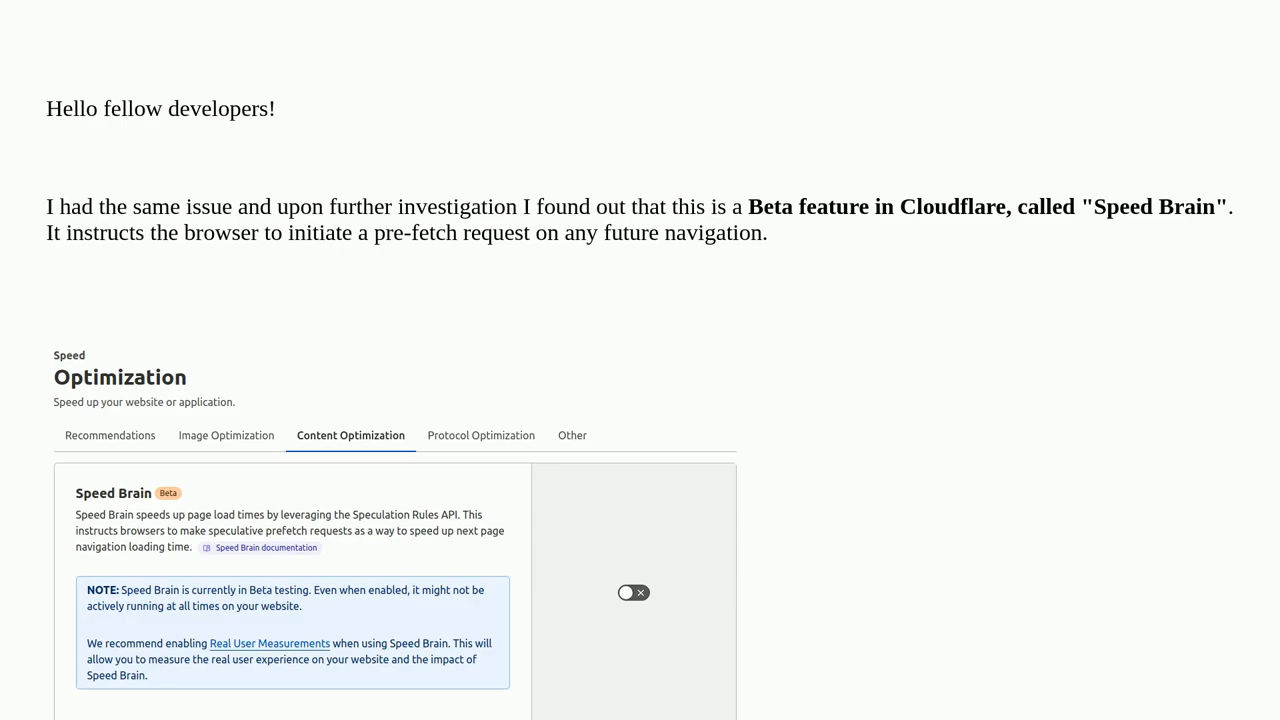 Hello fellow developers!
I had the same issue and upon further investigation I found out that this is a Beta feature in Cloudflare, called "Speed Brain".
It instructs the browser to initiate a pre-fetch request on any future navigation.
Speed
Optimization
Speed up your website or application.
Recommendations Image Optimization Content Optimization Protocol Optimization Other
Speed Brain Beta
Speed Brain speeds up page load times by leveraging the Speculation Rules API. This
instructs browsers to make speculative prefetch requests as a way to speed up next page
navigation loading time. Speed Brain documentation
NOTE: Speed Brain is currently in Beta testing. Even when enabled, it might not be
actively running at all times on your website.
We recommend enabling Real User Measurements when using Speed Brain. This will
allow you to measure the real user experience on your website and the impact of
Speed Brain.